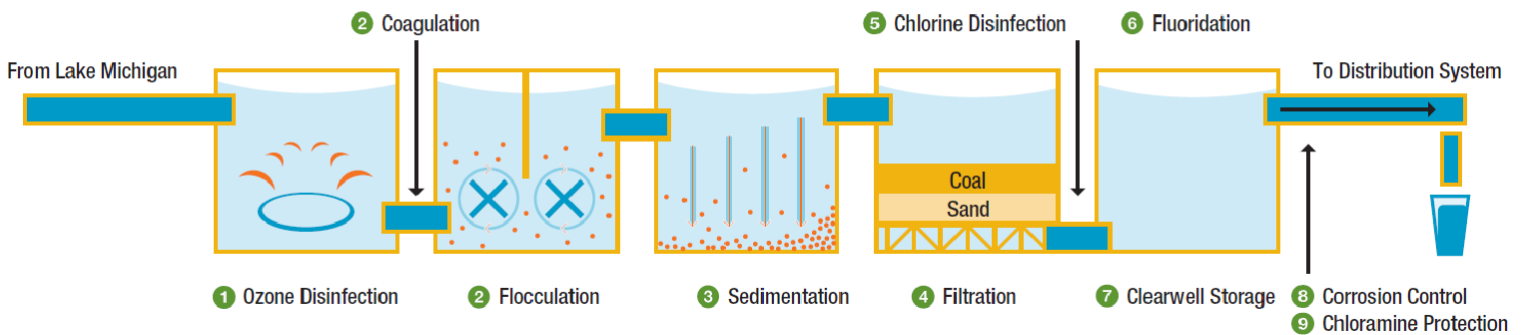 2 Coagulation
5 Chlorine Disinfection
6 Fluoridation
From Lake Michigan
To Distribution System
Coal
Sand
1 Ozone Disinfection
2 Flocculation
3 Sedimentation
4 Filtration
7 Clearwell Storage
8 Corrosion Control
9 Chloramine Protection